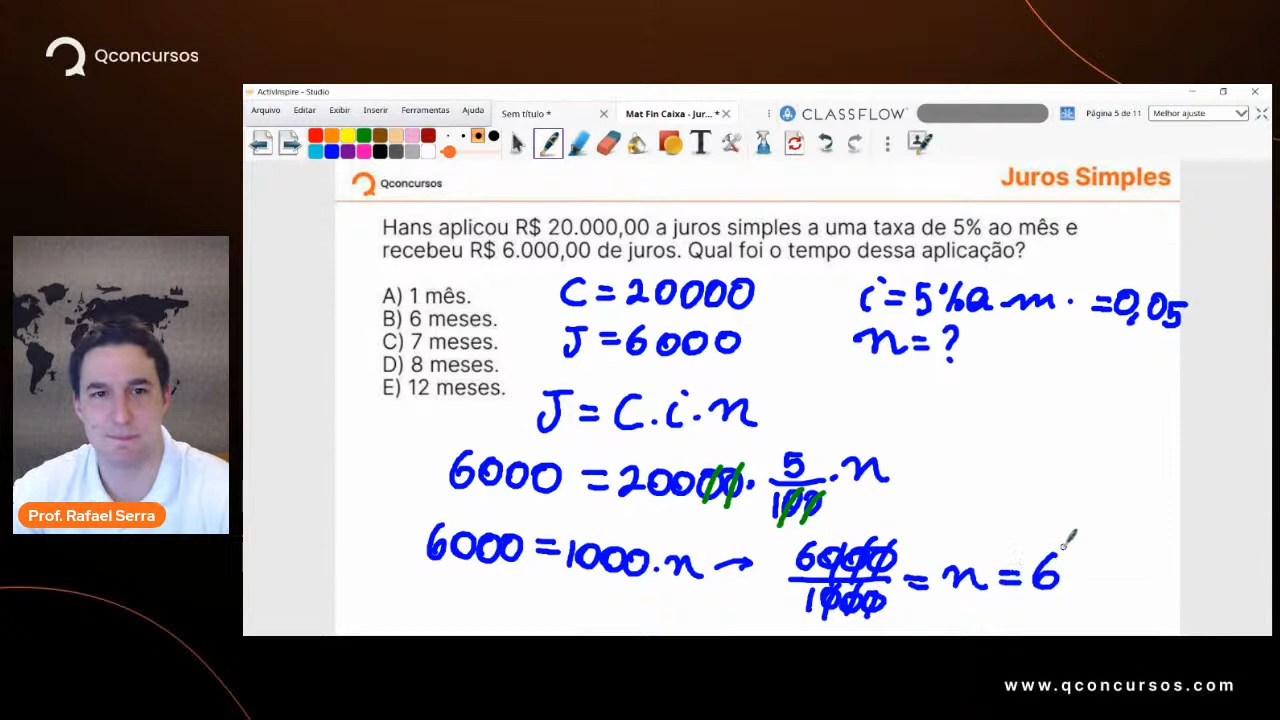 Qconcursos
ActivInspire - Studio
Arquivo Editar Exibir Inserir Ferramentas Ajuda
Sem título *
Mat Fin Caixa - Jur... *
CLASSFLOW
Página 5 de 11
Melhor ajuste
Qconcursos
Juros Simples
Hans aplicou R$ 20.000,00 a juros simples a uma taxa de 5% ao mês e
recebeu R$ 6.000,00 de juros. Qual foi o tempo dessa aplicação?
A) 1 mês.
B) 6 meses.
C) 7 meses.
D) 8 meses.
E) 12 meses.
C = 20000
i = 5% a m. = 0,05
J = 6000
n = ?
J = C . i . n
6000 = 20000 . 5/100 . n
6000 = 1000 . n → 6000/1000 = n = 6
Prof. Rafael Serra
www.qconcursos.com